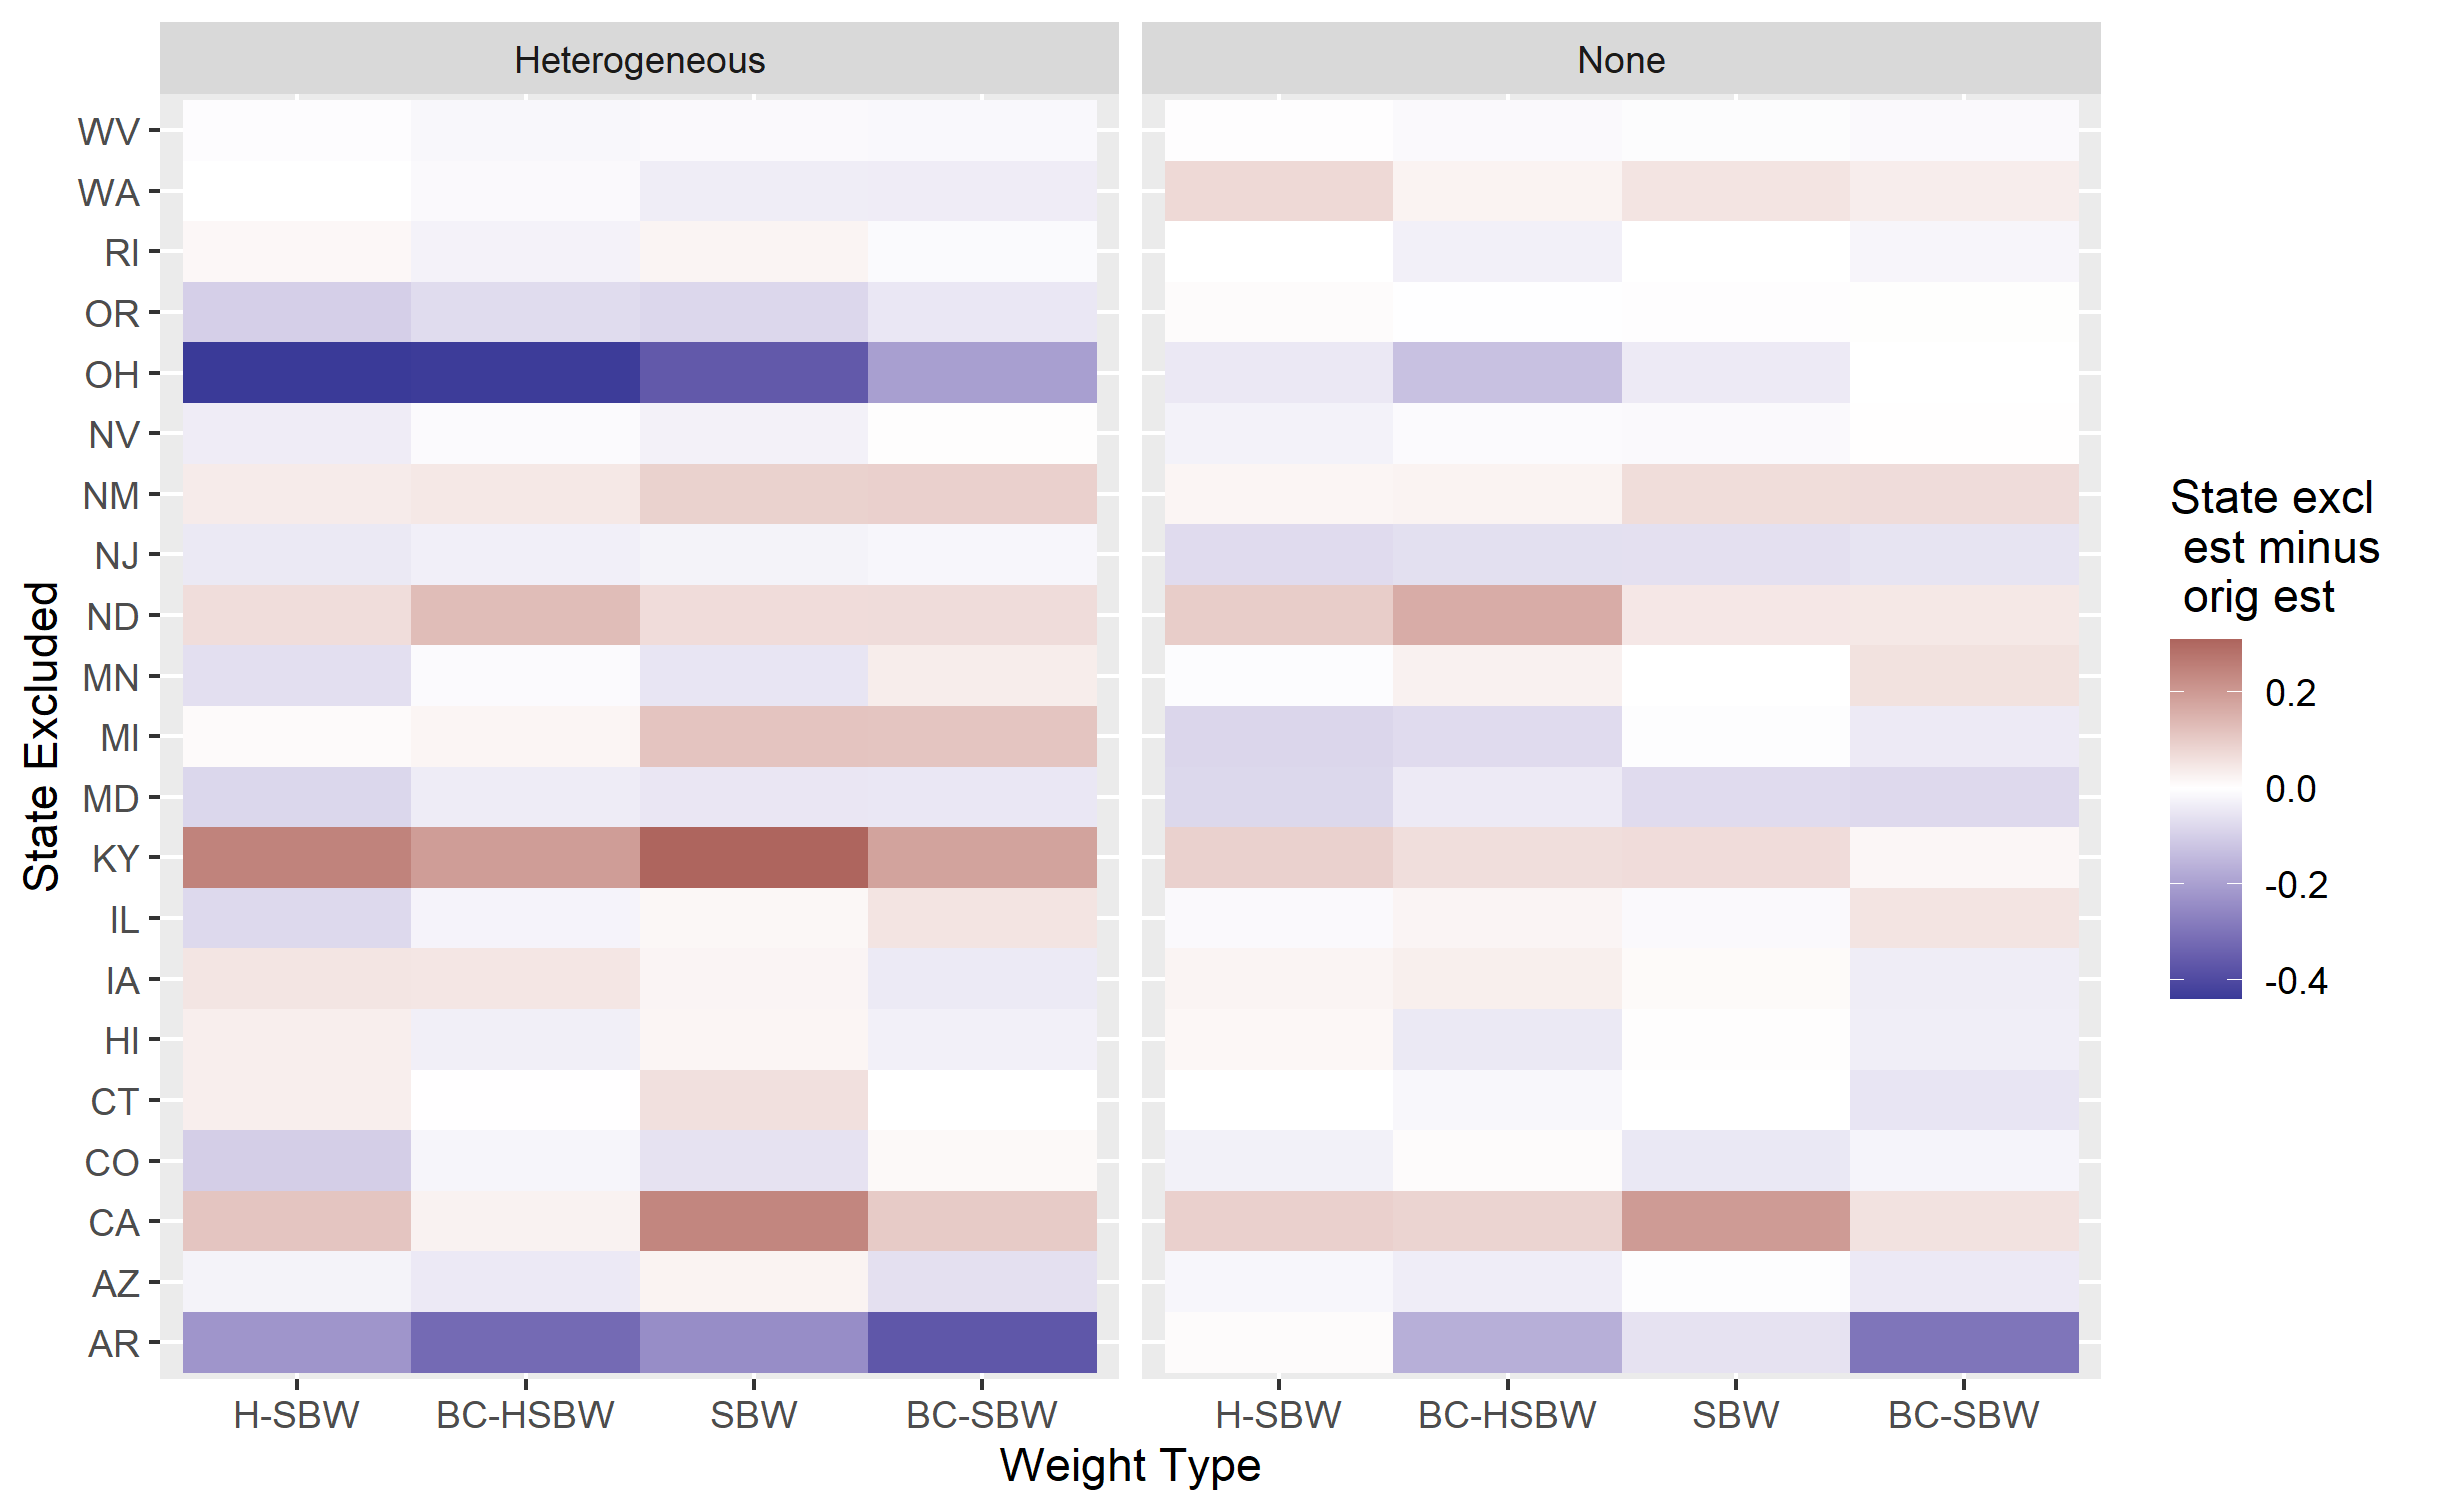 Heterogeneous
None
State Excluded
WV
WA
RI
OR
OH
NV
NM
NJ
ND
MN
MI
MD
KY
IL
IA
HI
CT
CO
CA
AZ
AR
H-SBW
BC-HSBW
SBW
BC-SBW
H-SBW
BC-HSBW
SBW
BC-SBW
Weight Type
State excl
est minus
orig est
0.2
0.0
-0.2
-0.4